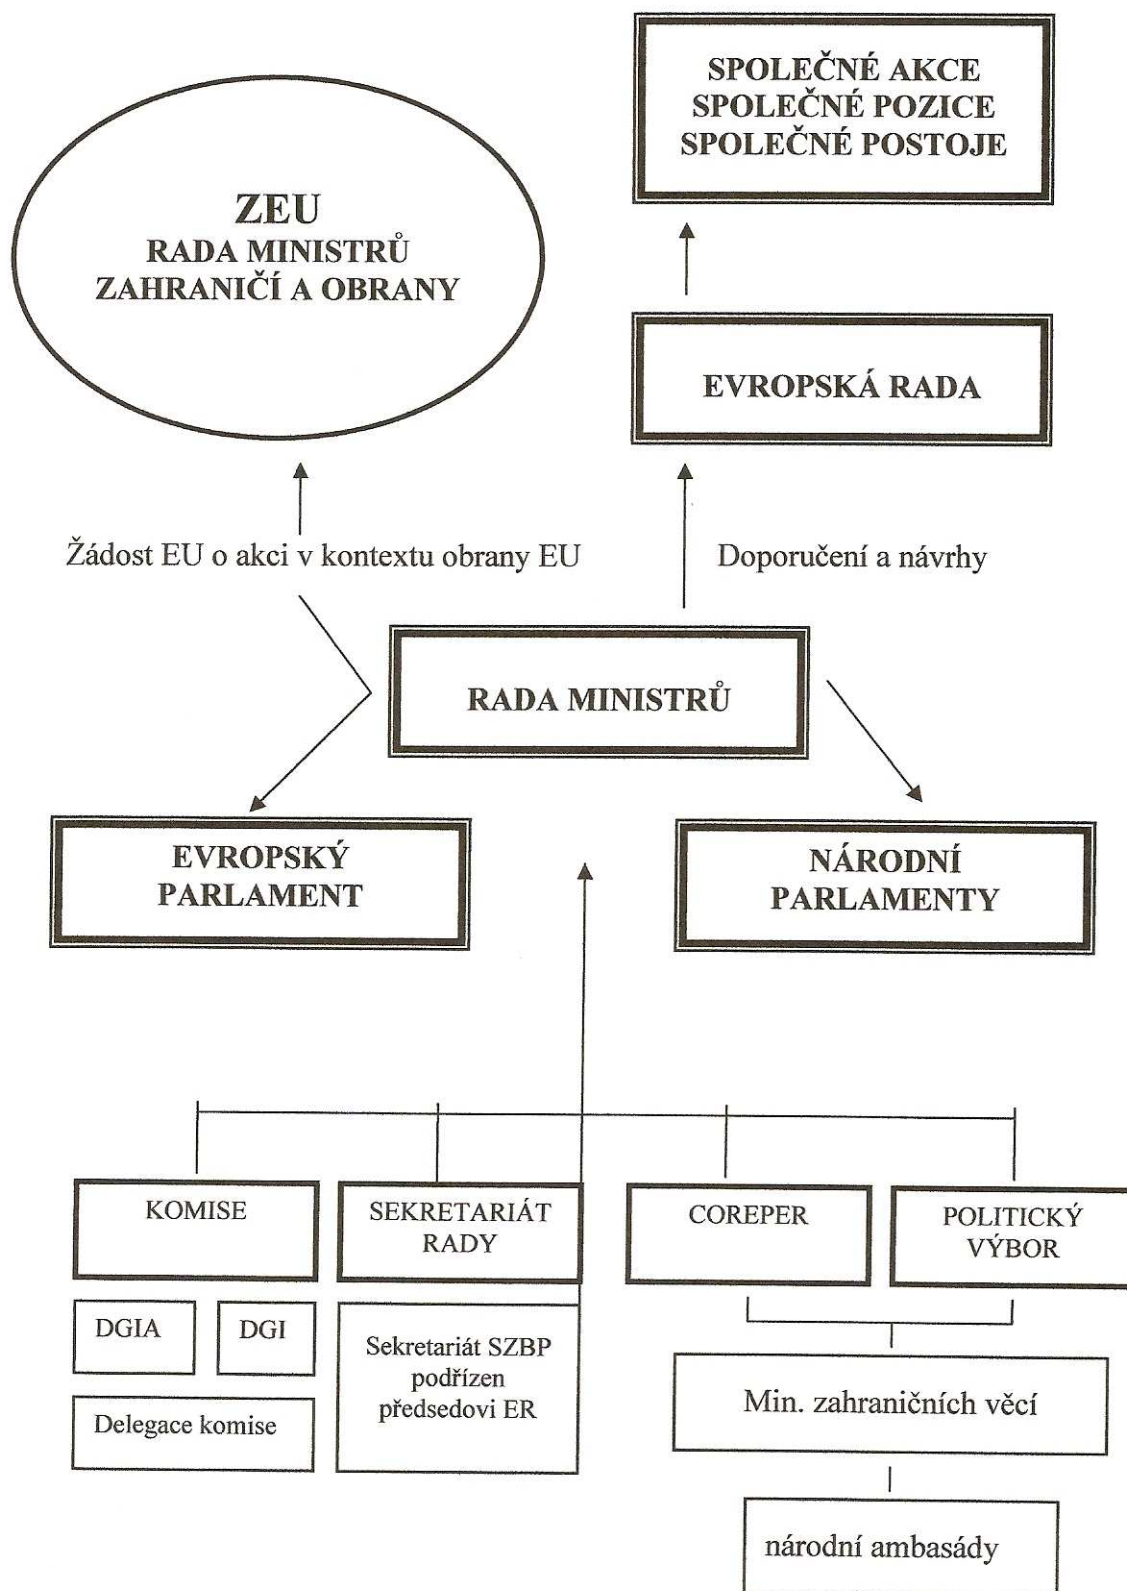 SPOLEČNÉ AKCE
SPOLEČNÉ POZICE
SPOLEČNÉ POSTOJE
ZEU
RADA MINISTRŮ
ZAHRANIČÍ A OBRANY
EVROPSKÁ RADA
Žádost EU o akci v kontextu obrany EU
Doporučení a návrhy
RADA MINISTRŮ
EVROPSKÝ
PARLAMENT
NÁRODNÍ
PARLAMENTY
KOMISE
SEKRETARIÁT
RADY
COREPER
POLITICKÝ
VÝBOR
DGIA
DGI
Sekretariát SZBP
podřízen
předsedovi ER
Delegace komise
Min. zahraničních věcí
národní ambasády